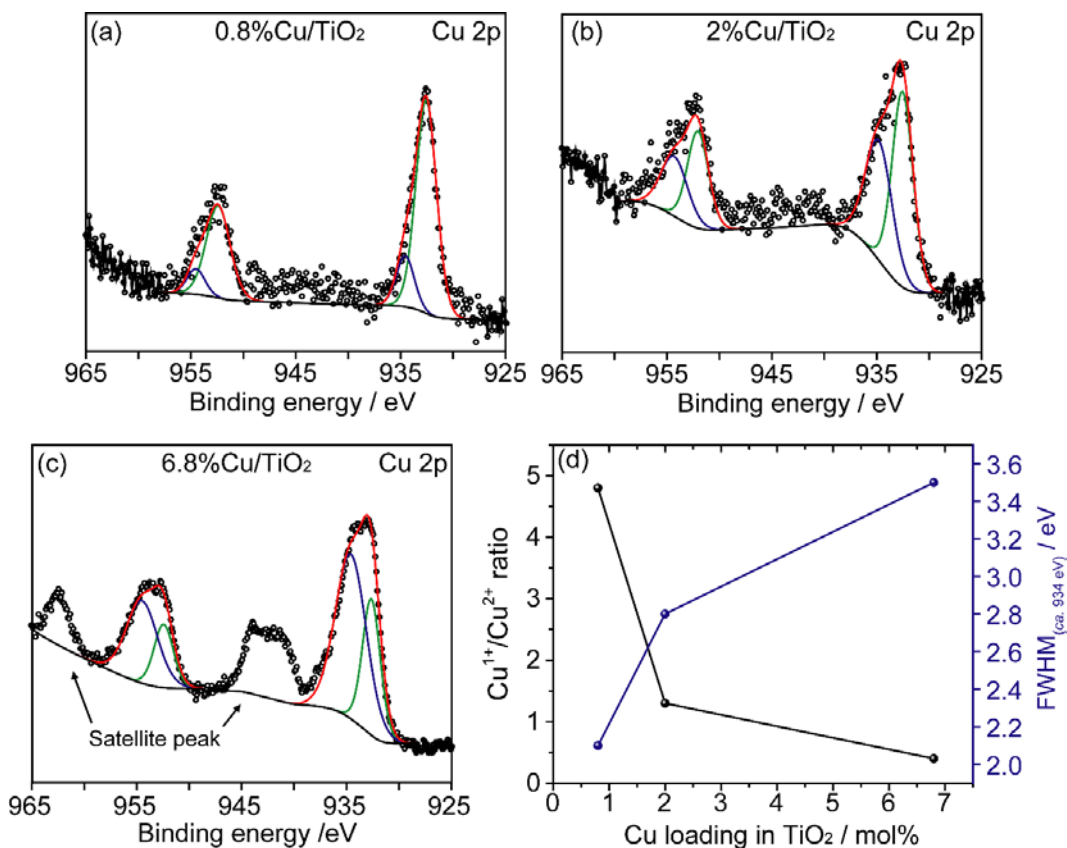 (a) 0.8%Cu/TiO₂ Cu 2p
965 955 945 935 925
Binding energy / eV
(b) 2%Cu/TiO₂ Cu 2p
965 955 945 935 925
Binding energy / eV
(c) 6.8%Cu/TiO₂ Cu 2p
Satellite peak
965 955 945 935 925
Binding energy /eV
(d)
Cu¹⁺/Cu²⁺ ratio
5
4
3
2
1
0
0 1 2 3 4 5 6 7
Cu loading in TiO₂ / mol%
3.6
3.4
3.2
3.0
2.8
2.6
2.4
2.2
2.0
FWHM(ca. 934 eV) / eV